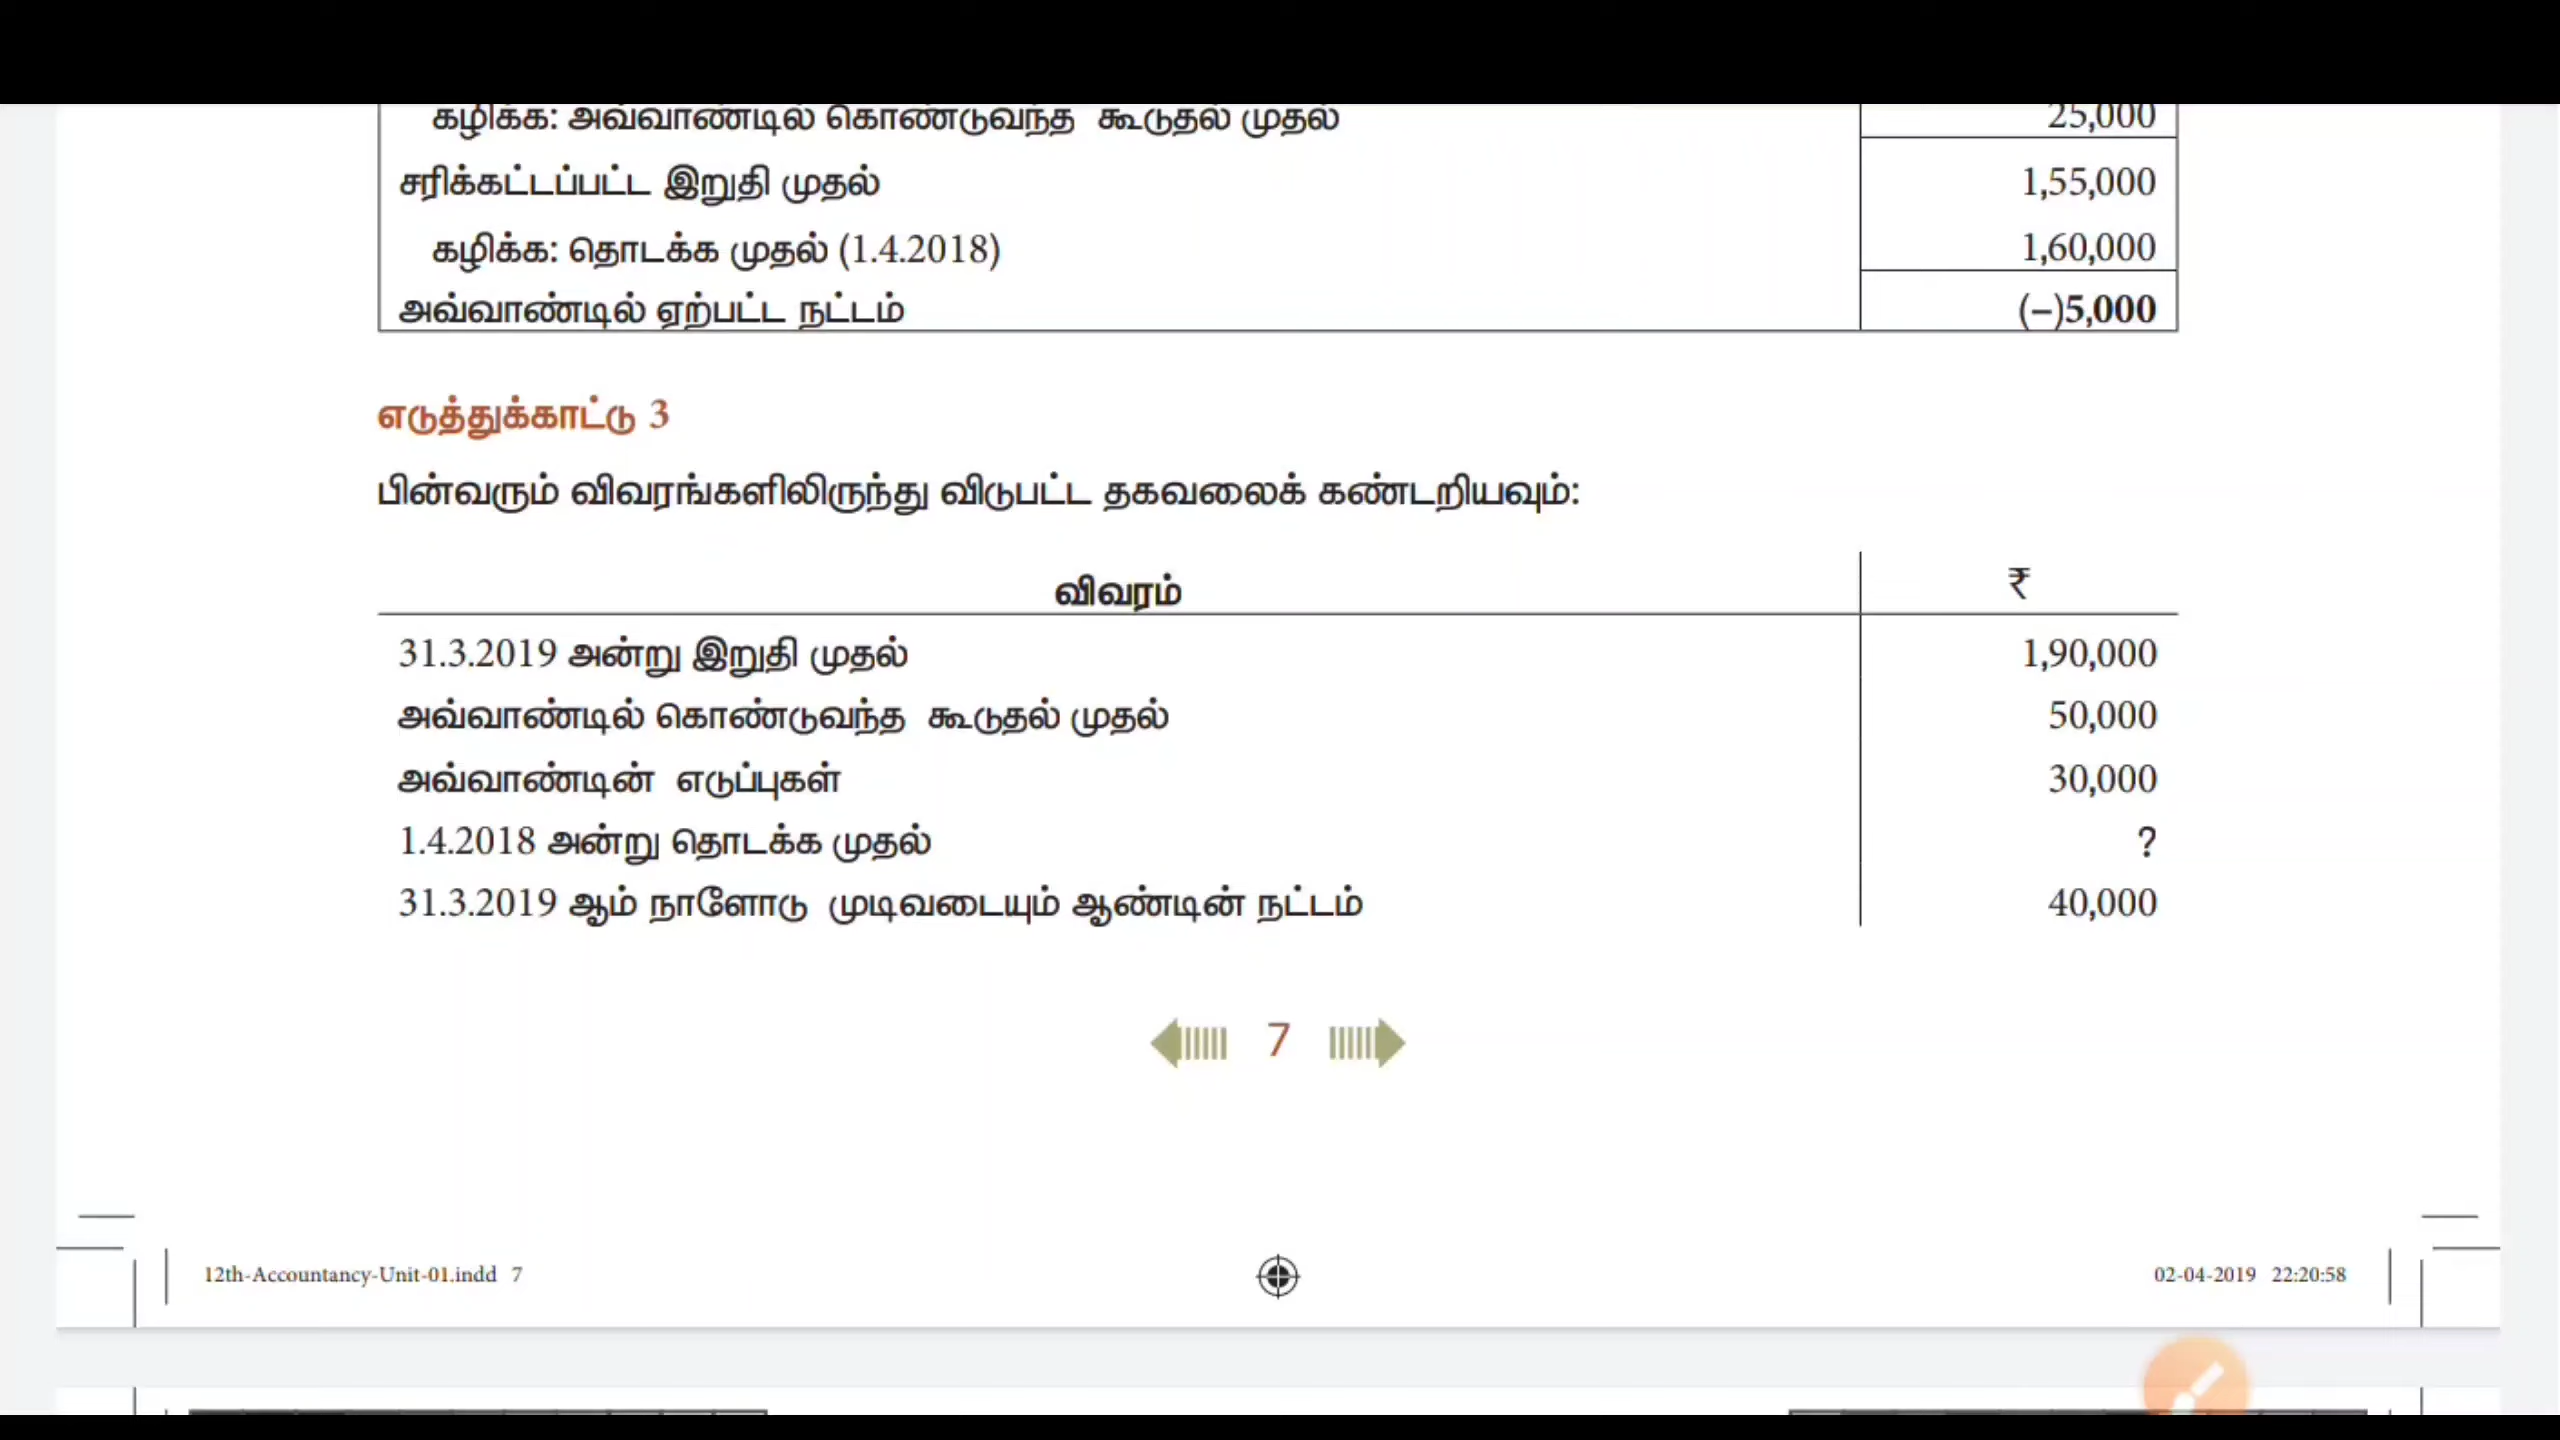 கழிக்க: அவ்வாண்டில் கொண்டுவந்த கூடுதல் முதல் 25,000
சரிக்கட்டப்பட்ட இறுதி முதல் 1,55,000
கழிக்க: தொடக்க முதல் (1.4.2018) 1,60,000
அவ்வாண்டில் ஏற்பட்ட நட்டம் (–)5,000
எடுத்துக்காட்டு 3
பின்வரும் விவரங்களிலிருந்து விடுபட்ட தகவலைக் கண்டறியவும்:
விவரம் ₹
31.3.2019 அன்று இறுதி முதல் 1,90,000
அவ்வாண்டில் கொண்டுவந்த கூடுதல் முதல் 50,000
அவ்வாண்டின் எடுப்புகள் 30,000
1.4.2018 அன்று தொடக்க முதல் ?
31.3.2019 ஆம் நாளோடு முடிவடையும் ஆண்டின் நட்டம் 40,000
7
12th-Accountancy-Unit-01.indd 7 02-04-2019 22:20:58